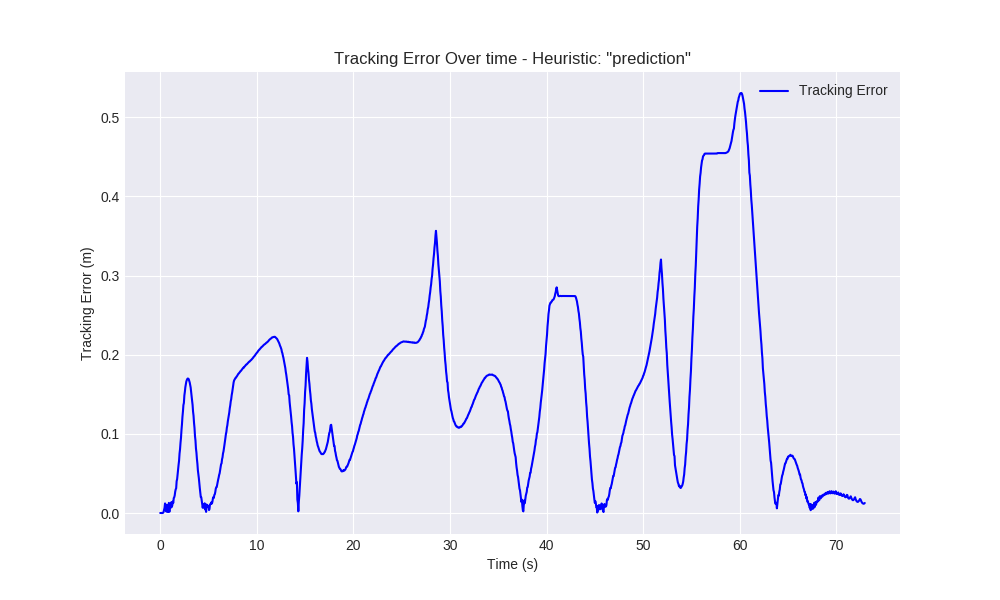 Tracking Error Over time - Heuristic: "prediction"
Tracking Error
0.5
0.4
0.3
0.2
0.1
0.0
Tracking Error (m)
0 10 20 30 40 50 60 70
Time (s)